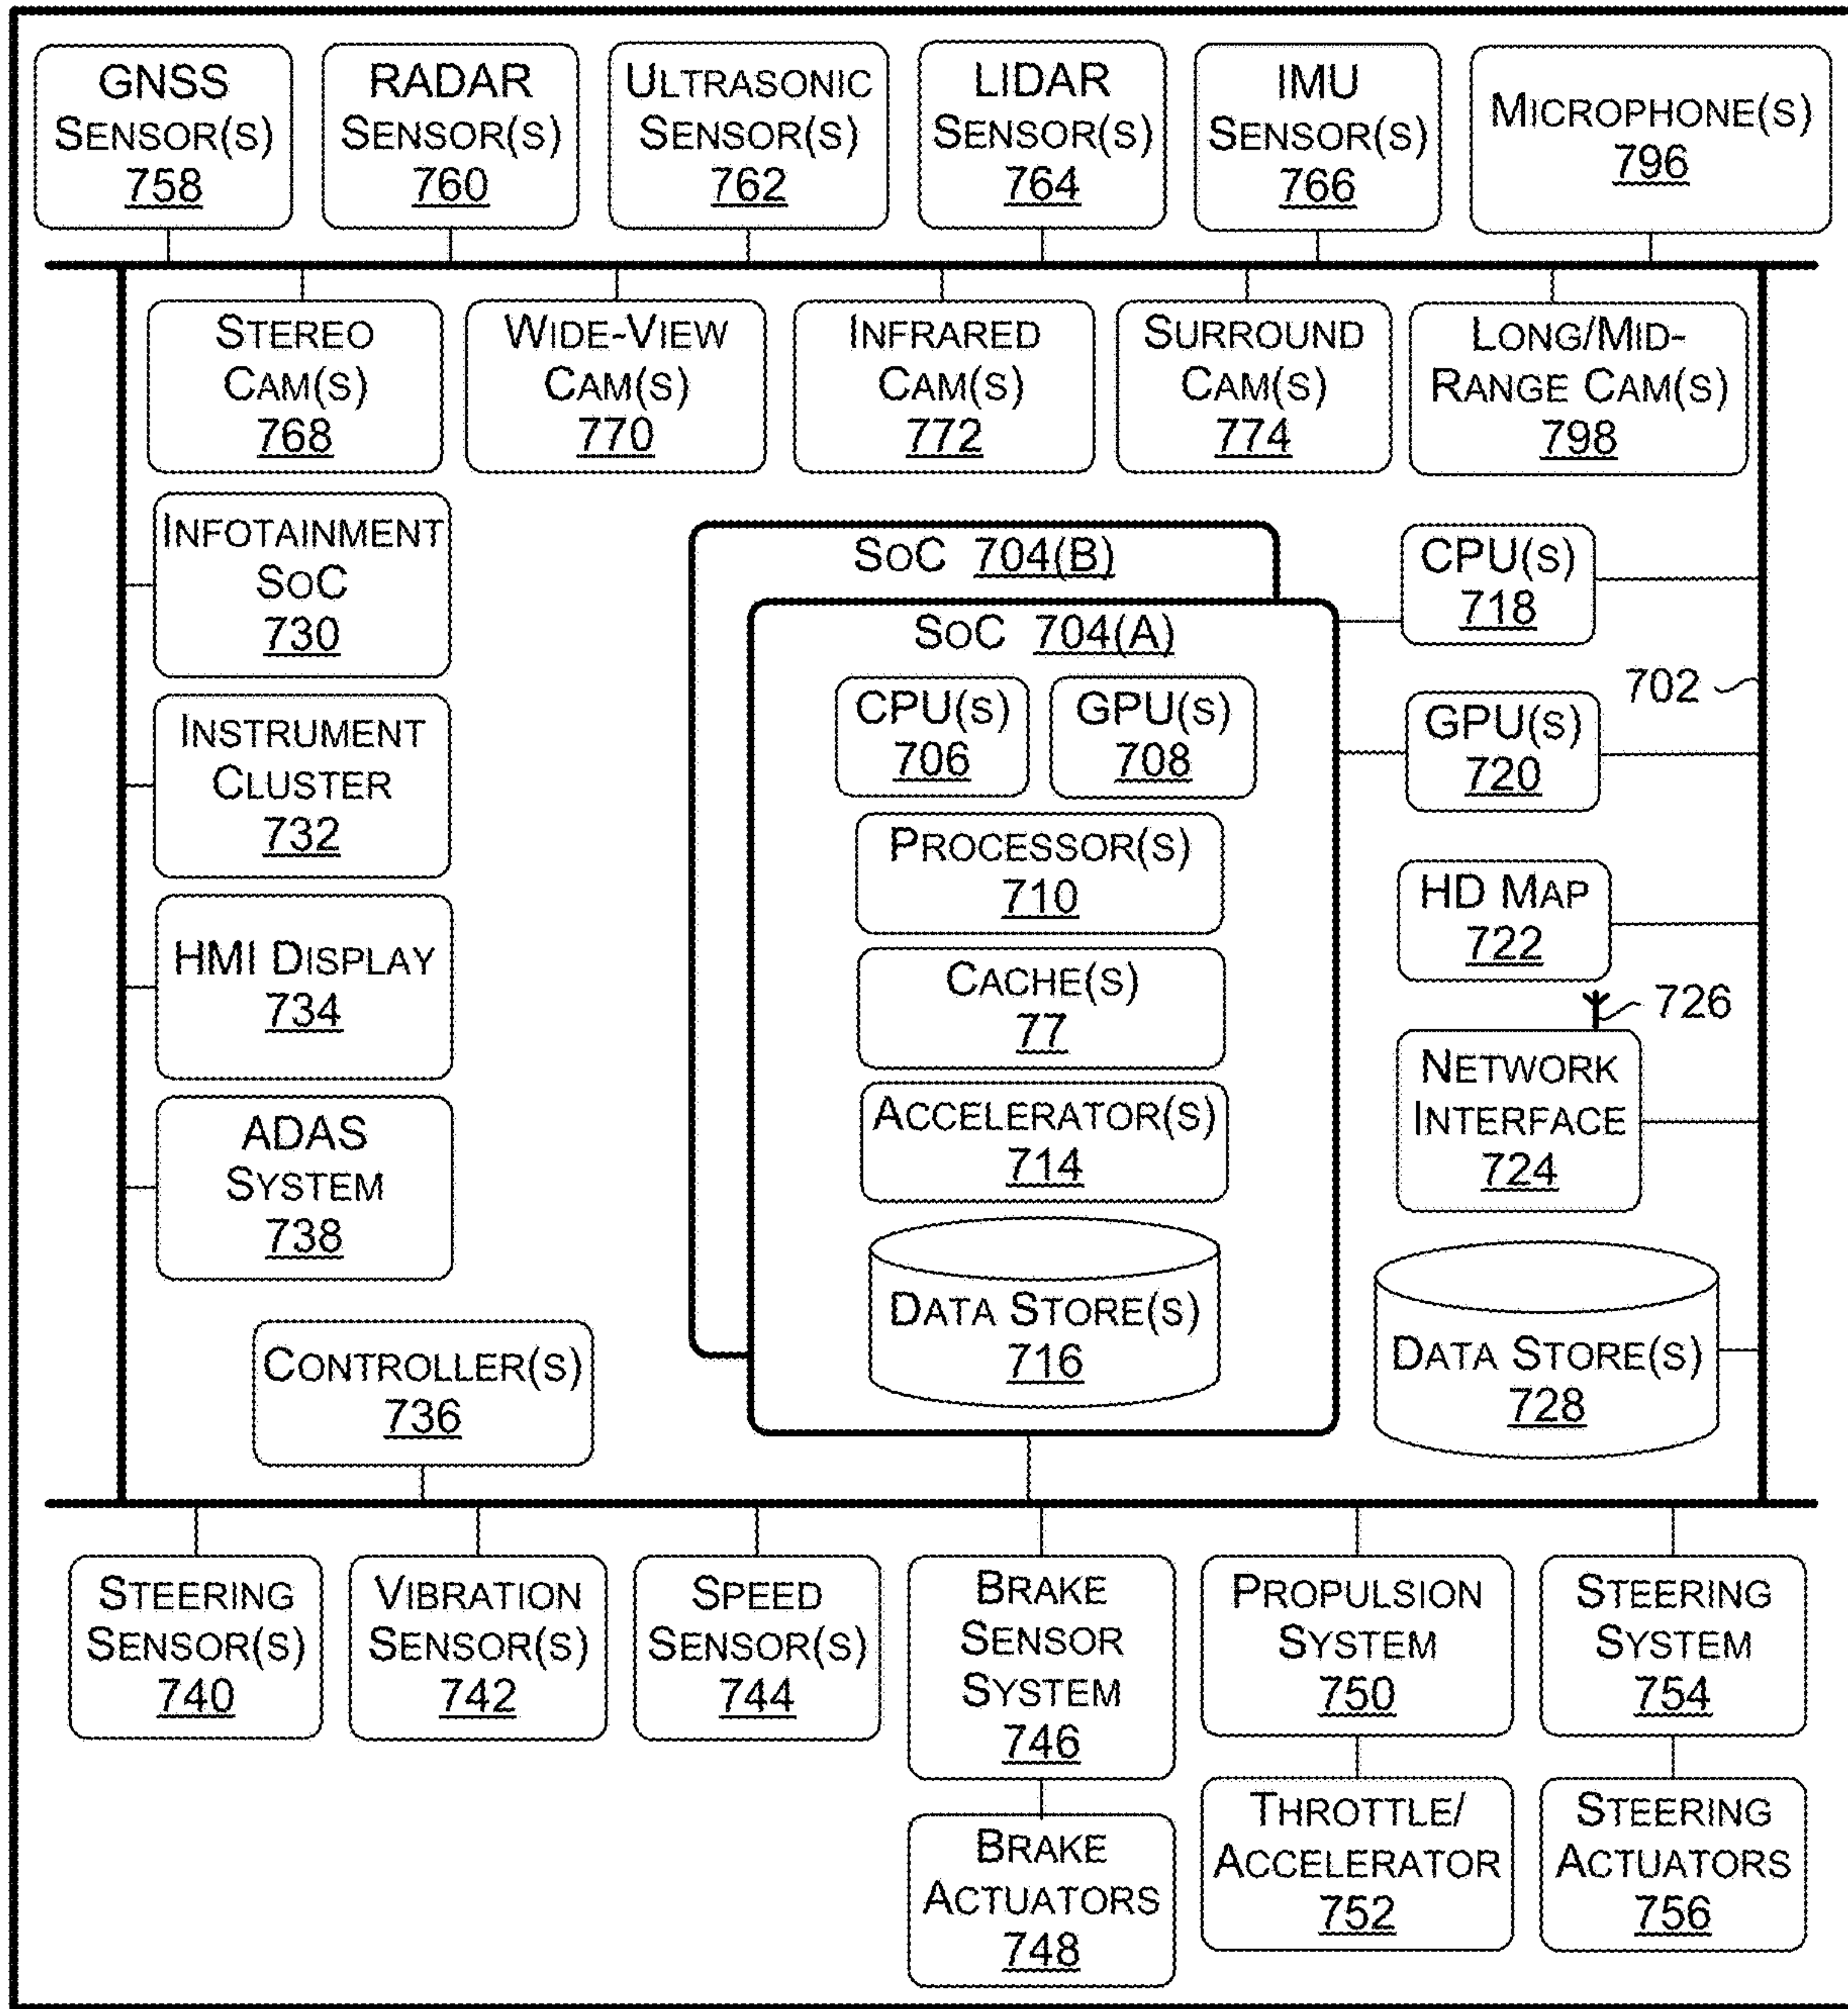 GNSS
SENSOR(S)
758
RADAR
SENSOR(S)
760
ULTRASONIC
SENSOR(S)
762
LIDAR
SENSOR(S)
764
IMU
SENSOR(S)
766
MICROPHONE(S)
796
STEREO
CAM(S)
768
WIDE-VIEW
CAM(S)
770
INFRARED
CAM(S)
772
SURROUND
CAM(S)
774
LONG/MID-
RANGE CAM(S)
798
INFOTAINMENT
SOC
730
INSTRUMENT
CLUSTER
732
HMI DISPLAY
734
ADAS
SYSTEM
738
CONTROLLER(S)
736
SOC 704(B)
SOC 704(A)
CPU(S)
706
GPU(S)
708
PROCESSOR(S)
710
CACHE(S)
77
ACCELERATOR(S)
714
DATA STORE(S)
716
CPU(S)
718
702
GPU(S)
720
HD MAP
722
726
NETWORK
INTERFACE
724
DATA STORE(S)
728
STEERING
SENSOR(S)
740
VIBRATION
SENSOR(S)
742
SPEED
SENSOR(S)
744
BRAKE
SENSOR
SYSTEM
746
PROPULSION
SYSTEM
750
STEERING
SYSTEM
754
BRAKE
ACTUATORS
748
THROTTLE/
ACCELERATOR
752
STEERING
ACTUATORS
756